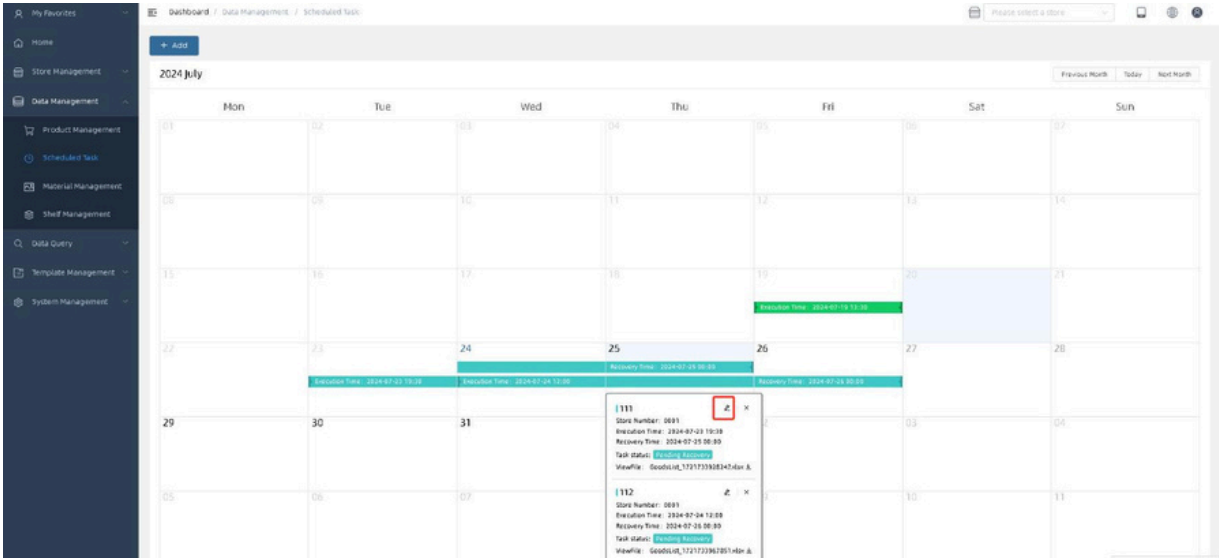 My Favorites
Dashboard / Data Management / Scheduled Task
Please select a store
Home
+ Add
Store Management
2024 July
Previous Month Today Next Month
Data Management
Mon Tue Wed Thu Fri Sat Sun
Product Management
01 02 03 04 05 06 07
Scheduled Task
Material Management
08 09 10 11 12 13 14
Shelf Management
Data Query
Template Management
15 16 17 18 19 20 21
System Management
Execution Time: 2024-07-19 13:30
22 23 24 25 26 27 28
Recovery Time: 2024-07-25 00:00
Execution Time: 2024-07-23 19:30 Execution Time: 2024-07-24 12:00 Recovery Time: 2024-07-26 00:00
29 30 31 2 03 04
111
Store Number: 0001
Execution Time: 2024-07-23 19:30
Recovery Time: 2024-07-25 00:00
Task status: Pending Recovery
ViewFile: GoodsList_1721733928342.xlsx
05 06 07 9 10 11
112
Store Number: 0001
Execution Time: 2024-07-24 12:00
Recovery Time: 2024-07-26 00:00
Task status: Pending Recovery
ViewFile: GoodsList_1721733967851.xlsx